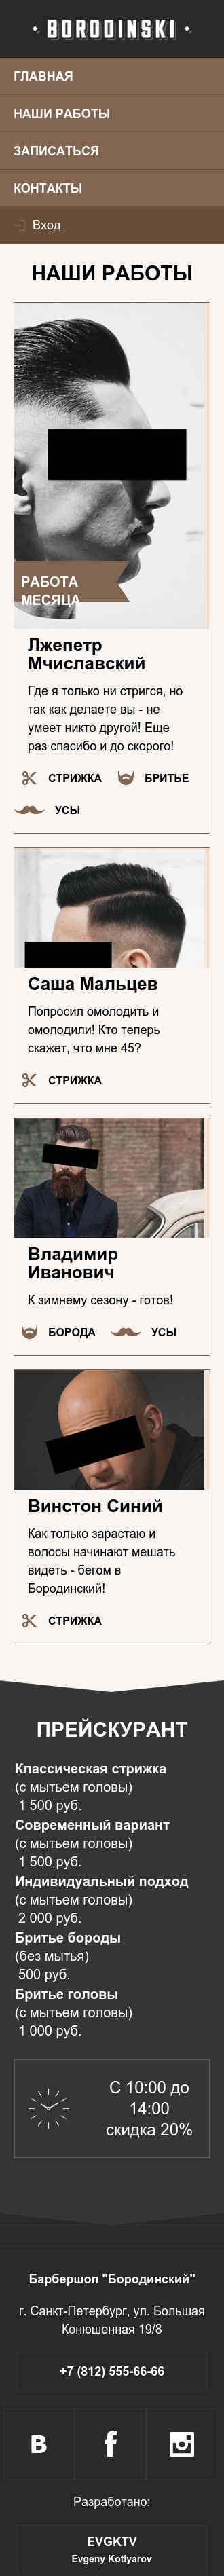 BORODINSKI
ГЛАВНАЯ
НАШИ РАБОТЫ
ЗАПИСАТЬСЯ
КОНТАКТЫ
Вход
НАШИ РАБОТЫ
РАБОТА
МЕСЯЦА
Лжепетр
Мчиславский
Где я только ни стригся, но
так как делаете вы - не
умеет никто другой! Еще
раз спасибо и до скорого!
СТРИЖКА БРИТЬЕ
УСЫ
Саша Мальцев
Попросил омолодить и
омолодили! Кто теперь
скажет, что мне 45?
СТРИЖКА
Владимир
Иванович
К зимнему сезону - готов!
БОРОДА УСЫ
Винстон Синий
Как только зарастаю и
волосы начинают мешать
видеть - бегом в
Бородинский!
СТРИЖКА
ПРЕЙСКУРАНТ
Классическая стрижка
(с мытьем головы)
1 500 руб.
Современный вариант
(с мытьем головы)
1 500 руб.
Индивидуальный подход
(с мытьем головы)
2 000 руб.
Бритье бороды
(без мытья)
500 руб.
Бритье головы
(с мытьем головы)
1 000 руб.
С 10:00 до
14:00
скидка 20%
Барбершоп "Бородинский"
г. Санкт-Петербург, ул. Большая
Конюшенная 19/8
+7 (812) 555-66-66
Разработано:
EVGKTV
Evgeny Kotlyarov